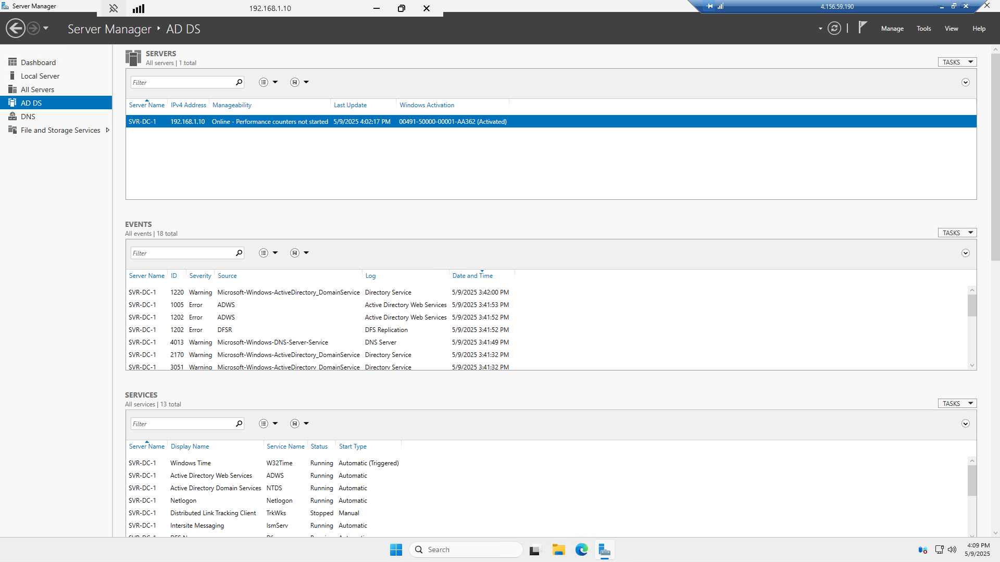 Server Manager
192.168.1.10
4.156.59.190
Server Manager ‣ AD DS
Manage
Tools
View
Help
Dashboard
Local Server
All Servers
AD DS
DNS
File and Storage Services
SERVERS
All servers | 1 total
TASKS
Filter
Server Name IPv4 Address Manageability Last Update Windows Activation
SVR-DC-1 192.168.1.10 Online - Performance counters not started 5/9/2025 4:02:17 PM 00491-50000-00001-AA362 (Activated)
EVENTS
All events | 18 total
TASKS
Filter
Server Name ID Severity Source Log Date and Time
SVR-DC-1 1220 Warning Microsoft-Windows-ActiveDirectory_DomainService Directory Service 5/9/2025 3:42:00 PM
SVR-DC-1 1005 Error ADWS Active Directory Web Services 5/9/2025 3:41:53 PM
SVR-DC-1 1202 Error ADWS Active Directory Web Services 5/9/2025 3:41:52 PM
SVR-DC-1 1202 Error DFSR DFS Replication 5/9/2025 3:41:52 PM
SVR-DC-1 4013 Warning Microsoft-Windows-DNS-Server-Service DNS Server 5/9/2025 3:41:49 PM
SVR-DC-1 2170 Warning Microsoft-Windows-ActiveDirectory_DomainService Directory Service 5/9/2025 3:41:32 PM
SVR-DC-1 3051 Warning Microsoft-Windows-ActiveDirectory_DomainService Directory Service 5/9/2025 3:41:32 PM
SERVICES
All services | 13 total
TASKS
Filter
Server Name Display Name Service Name Status Start Type
SVR-DC-1 Windows Time W32Time Running Automatic (Triggered)
SVR-DC-1 Active Directory Web Services ADWS Running Automatic
SVR-DC-1 Active Directory Domain Services NTDS Running Automatic
SVR-DC-1 Netlogon Netlogon Running Automatic
SVR-DC-1 Distributed Link Tracking Client TrkWks Stopped Manual
SVR-DC-1 Intersite Messaging IsmServ Running Automatic
Search
4:09 PM
5/9/2025